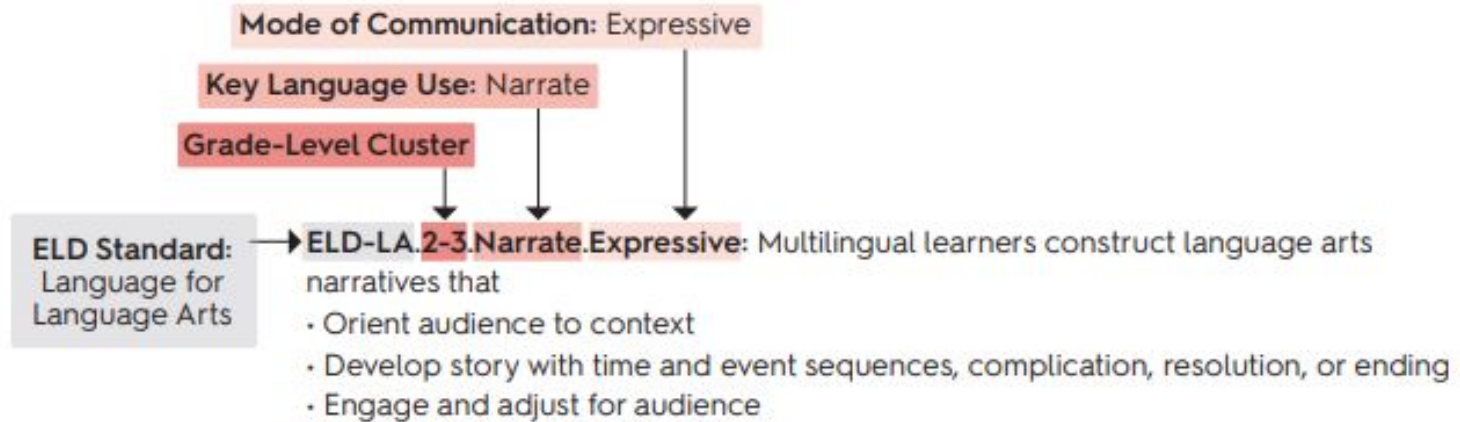 Mode of Communication: Expressive
Key Language Use: Narrate
Grade-Level Cluster
ELD Standard:
Language for
Language Arts
ELD-LA.2-3.Narrate.Expressive: Multilingual learners construct language arts
narratives that
· Orient audience to context
· Develop story with time and event sequences, complication, resolution, or ending
· Engage and adjust for audience